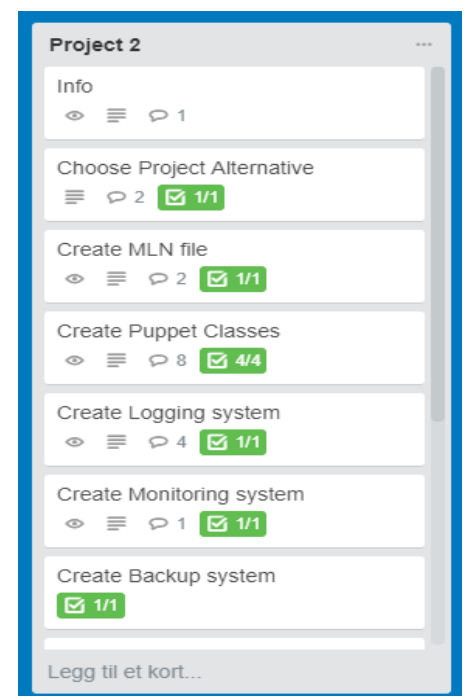 Project 2
Info
1
Choose Project Alternative
2 1/1
Create MLN file
2 1/1
Create Puppet Classes
8 4/4
Create Logging system
4 1/1
Create Monitoring system
1 1/1
Create Backup system
1/1
Legg til et kort...